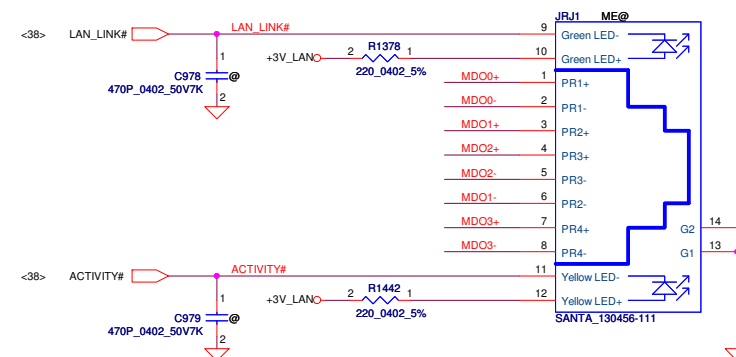 JRJ1 ME@
<38> LAN_LINK# LAN_LINK# 9 Green LED-
+3V_LAN 2 R1378 1 10 Green LED+
220_0402_5%
1 C978 @
470P_0402_50V7K
2
MDO0+ 1 PR1+
MDO0- 2 PR1-
MDO1+ 3 PR2+
MDO2+ 4 PR3+
MDO2- 5 PR3-
MDO1- 6 PR2-
MDO3+ 7 PR4+
G2 14
MDO3- 8 PR4-
G1 13
<38> ACTIVITY# ACTIVITY# 11 Yellow LED-
+3V_LAN 2 R1442 1 12 Yellow LED+
220_0402_5%
SANTA_130456-111
1 C979 @
470P_0402_50V7K
2